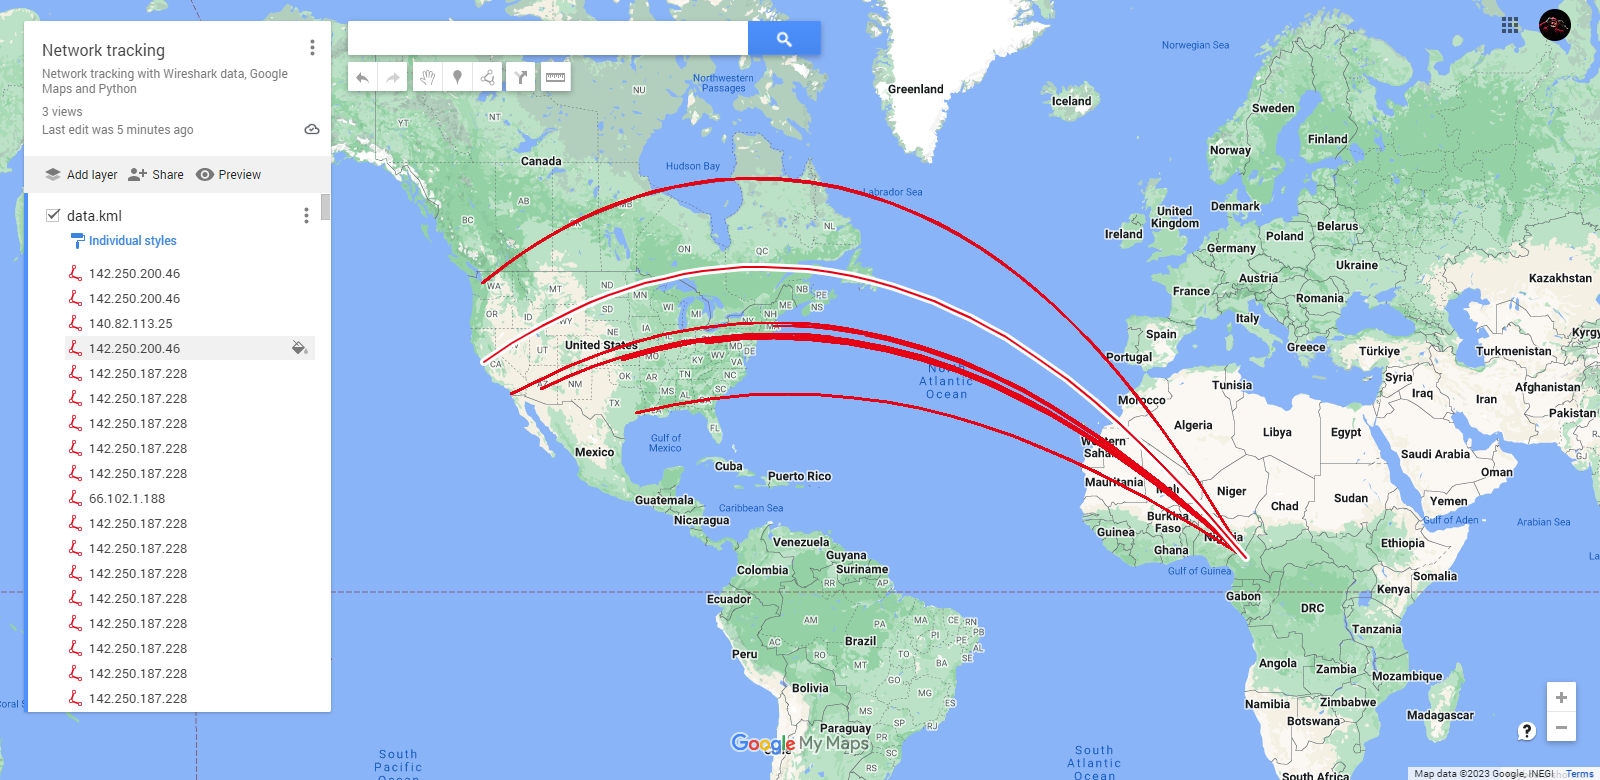 Network tracking
Network tracking with Wireshark data, Google
Maps and Python
3 views
Last edit was 5 minutes ago
Add layer
Share
Preview
data.kml
Individual styles
142.250.200.46
142.250.200.46
140.82.113.25
142.250.200.46
142.250.187.228
142.250.187.228
142.250.187.228
142.250.187.228
142.250.187.228
66.102.1.188
142.250.187.228
142.250.187.228
142.250.187.228
142.250.187.228
142.250.187.228
142.250.187.228
142.250.187.228
142.250.187.228
Norwegian Sea
Northwestern
Passages
Greenland
Iceland
NU
YT
NT
Sweden
Finland
Norway
Canada
Hudson Bay
Labrador Sea
AB
MB
BC
NL
Denmark
United
Kingdom
Ireland
Belarus
Poland
Germany
ON
QC
Ukraine
Austria
Kazakhstan
France
Romania
WA
MT
ND
MN
NB
PE
NS
OR
ID
WY
SD
WI
MI
ME
NH
Italy
Spain
Portugal
Greece
Türkiye
Kyrgy
Turkmenistan
NE
IA
NY
MA
NV
UT
United States
CA
AZ
NM
OK
MO
KY
WV
VA
TN
NC
AR
SC
MS
AL
GA
TX
LA
FL
North
Atlantic
Ocean
Tunisia
Syria
Iraq
Iran
Afghanistan
Pakistan
Morocco
Algeria
Libya
Egypt
Western
Sahara
Saudi Arabia
Oman
Gulf of
Mexico
Mexico
Cuba
Puerto Rico
Mauritania
Mali
Niger
Chad
Sudan
Yemen
Gulf of Aden
Arabian Sea
Guatemala
Caribbean Sea
Nicaragua
Burkina
Faso
Guinea
Ghana
Nigeria
Ethiopia
Venezuela
Guyana
Suriname
Colombia
Gulf of Guinea
Somalia
Kenya
Gabon
DRC
Ecuador
RR
AP
AM
PA
MA
CE
RN
PB
PI
PE
AL
SE
AC
RO
TO
BA
MT
Brazil
Tanzania
Peru
Angola
Zambia
Mozambique
Bolivia
GO
MG
MS
ES
SP
RJ
PR
SC
RS
Namibia
Zimbabwe
Botswana
Madagascar
Paraguay
Chile
Coral S
South
Pacific
Ocean
South
Atlantic
Ocean
South Africa
Google My Maps
Map data ©2023 Google, INEGI
Terms